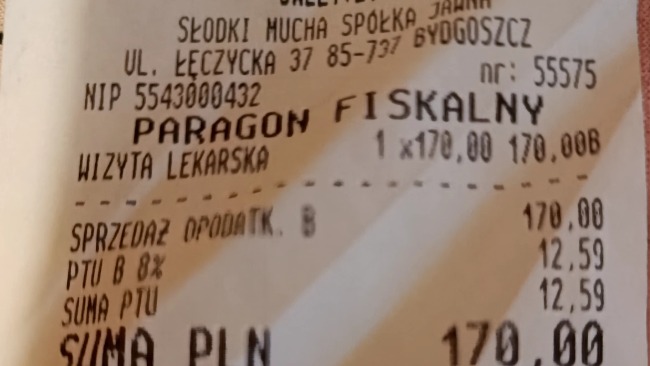 SŁODKI MUCHA SPÓŁKA JAWNA
UL. ŁĘCZYCKA 37 85-737 BYDGOSZCZ
NIP 5543000432 nr: 55575
PARAGON FISKALNY
WIZYTA LEKARSKA 1 x170,00 170,00B
SPRZEDAŻ OPODATK. B 170,00
PTU B 8% 12,59
SUMA PTU 12,59
SUMA PLN 170,00